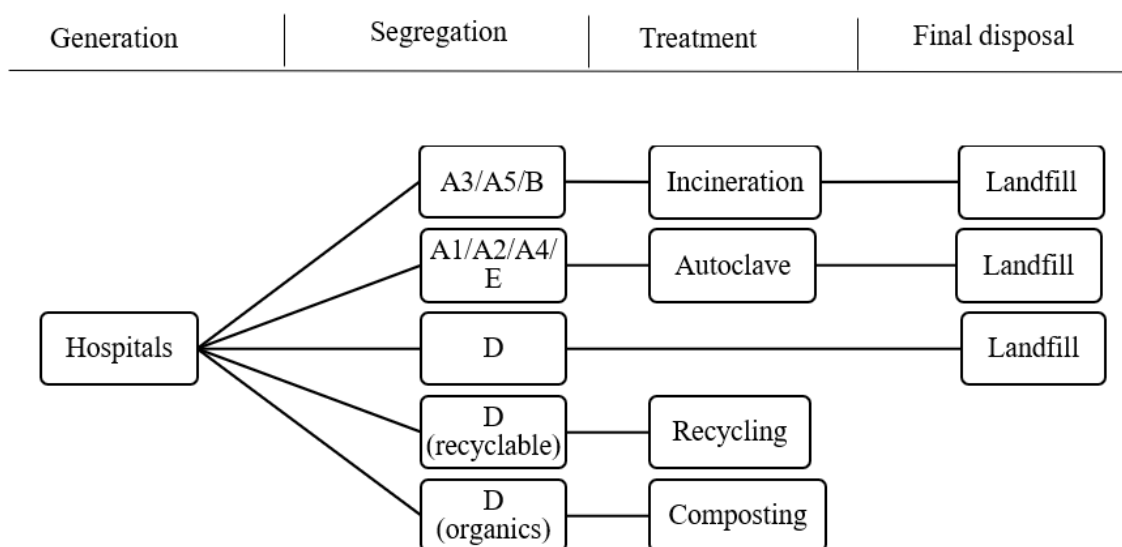 Generation
Segregation
Treatment
Final disposal
A3/A5/B
Incineration
Landfill
A1/A2/A4/
E
Autoclave
Landfill
Hospitals
D
Landfill
D
(recyclable)
Recycling
D
(organics)
Composting